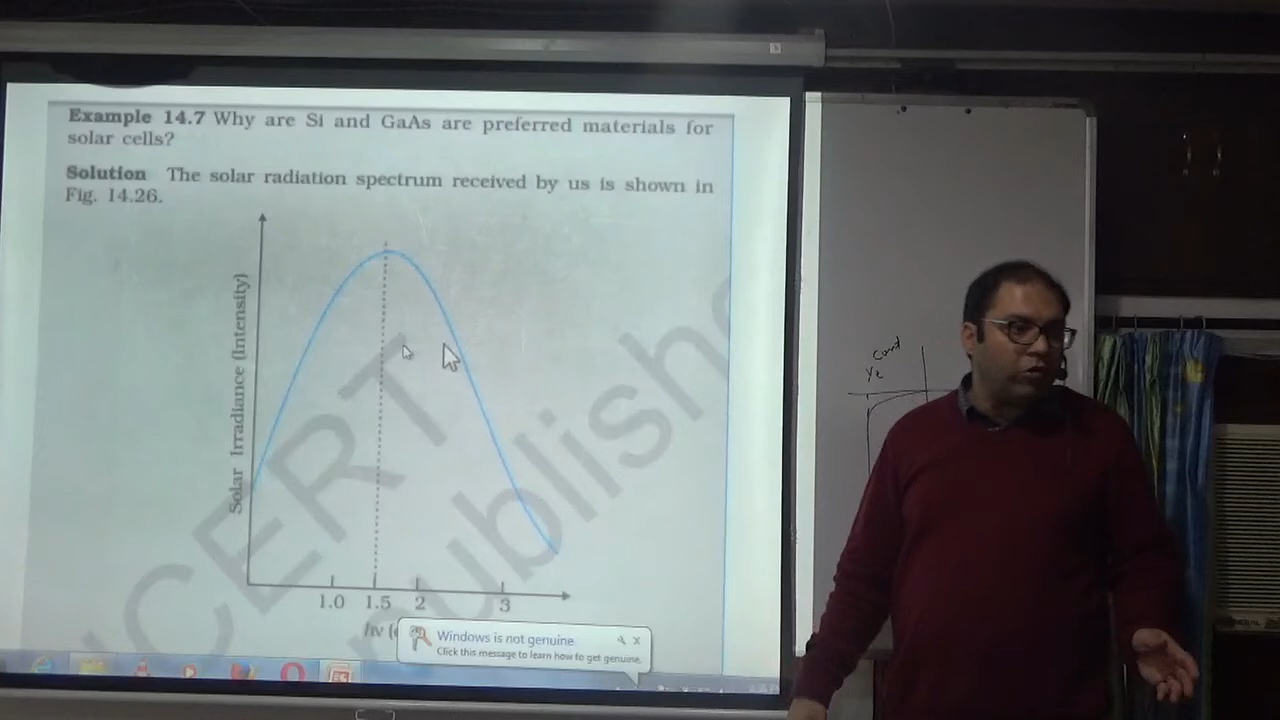 Example 14.7 Why are Si and GaAs are preferred materials for
solar cells?
Solution The solar radiation spectrum received by us is shown in
Fig. 14.26.
Solar Irradiance (Intensity)
1.0 1.5 2 3
hν (e
Windows is not genuine
Click this message to learn how to get genuine.
NCERT
publishe